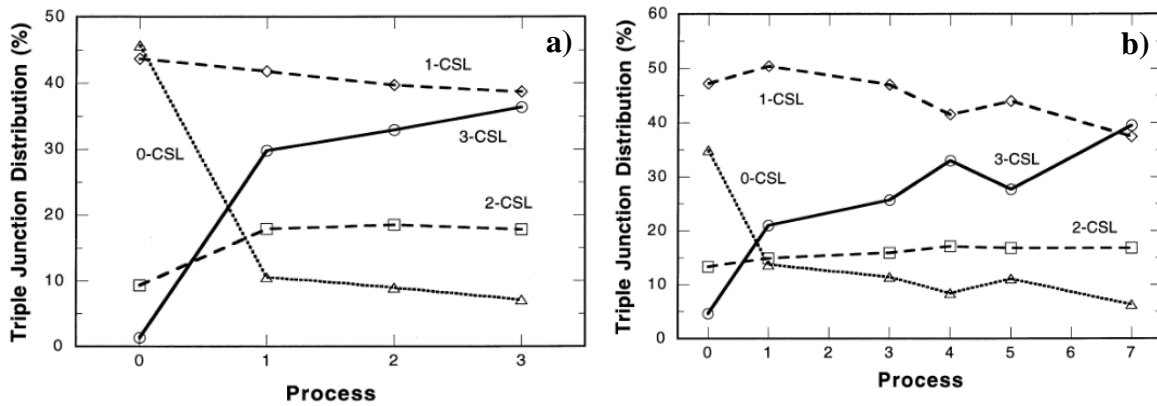 Triple Junction Distribution (%)
50
40
30
20
10
0
a)
1-CSL
0-CSL
3-CSL
2-CSL
0 1 2 3
Process
Triple Junction Distribution (%)
60
50
40
30
20
10
0
b)
1-CSL
3-CSL
0-CSL
2-CSL
0 1 2 3 4 5 6 7
Process